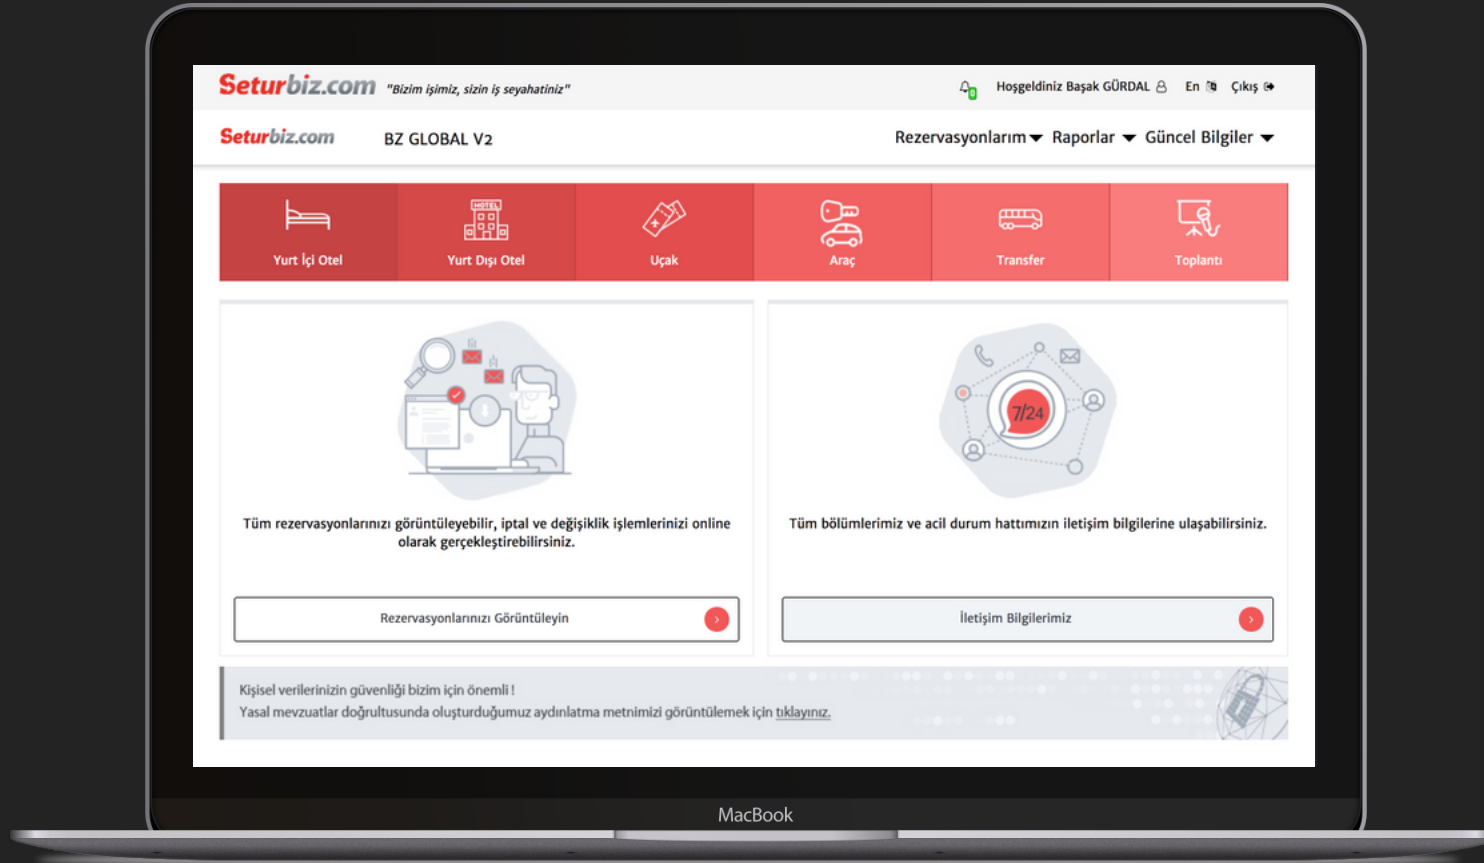 Seturbiz.com "Bizim işimiz, sizin iş seyahatiniz" 0 Hoşgeldiniz Başak GÜRDAL En Çıkış
Seturbiz.com BZ GLOBAL V2 Rezervasyonlarım Raporlar Güncel Bilgiler
HOTEL
Yurt İçi Otel Yurt Dışı Otel Uçak Araç Transfer Toplantı
7/24
Tüm rezervasyonlarınızı görüntüleyebilir, iptal ve değişiklik işlemlerinizi online
olarak gerçekleştirebilirsiniz.
Tüm bölümlerimiz ve acil durum hattımızın iletişim bilgilerine ulaşabilirsiniz.
Rezervasyonlarınızı Görüntüleyin
İletişim Bilgilerimiz
Kişisel verilerinizin güvenliği bizim için önemli !
Yasal mevzuatlar doğrultusunda oluşturduğumuz aydınlatma metnimizi görüntülemek için tıklayınız.
MacBook